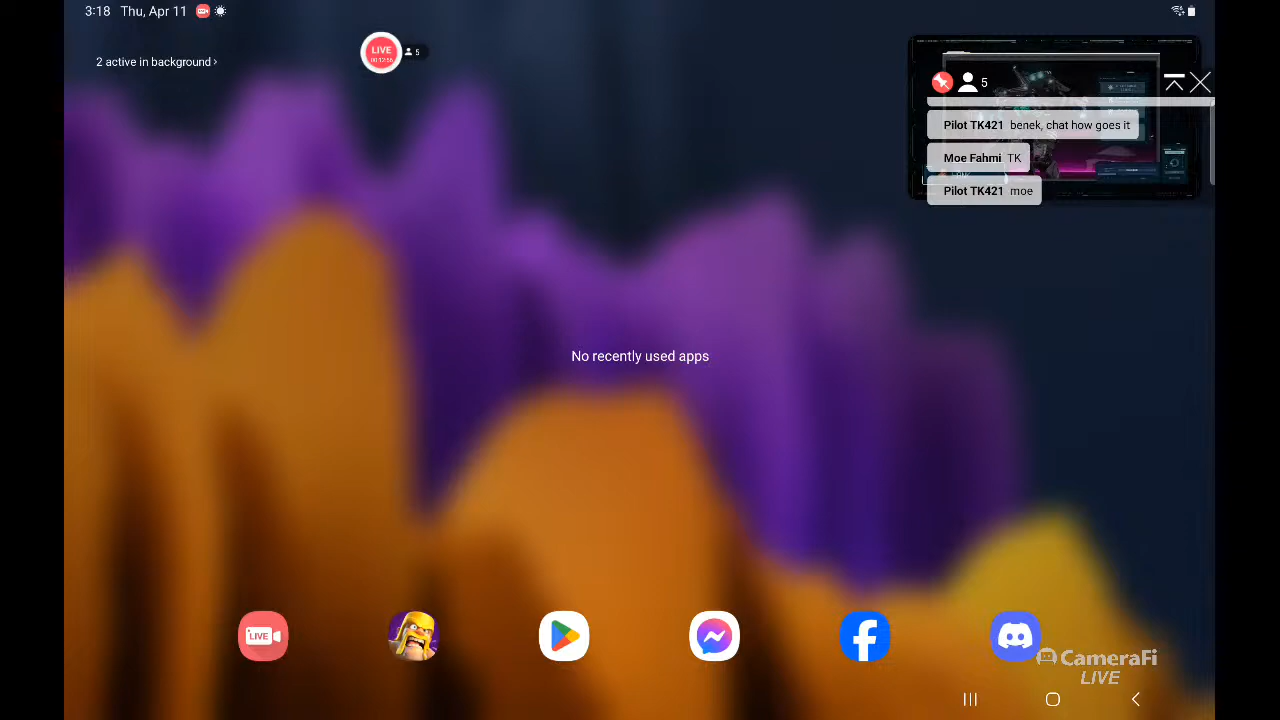 3:18 Thu, Apr 11
2 active in background ›
LIVE
5
5
Pilot TK421 benek, chat how goes it
Moe Fahmi TK
Pilot TK421 moe
No recently used apps
LIVE
CameraFi
LIVE